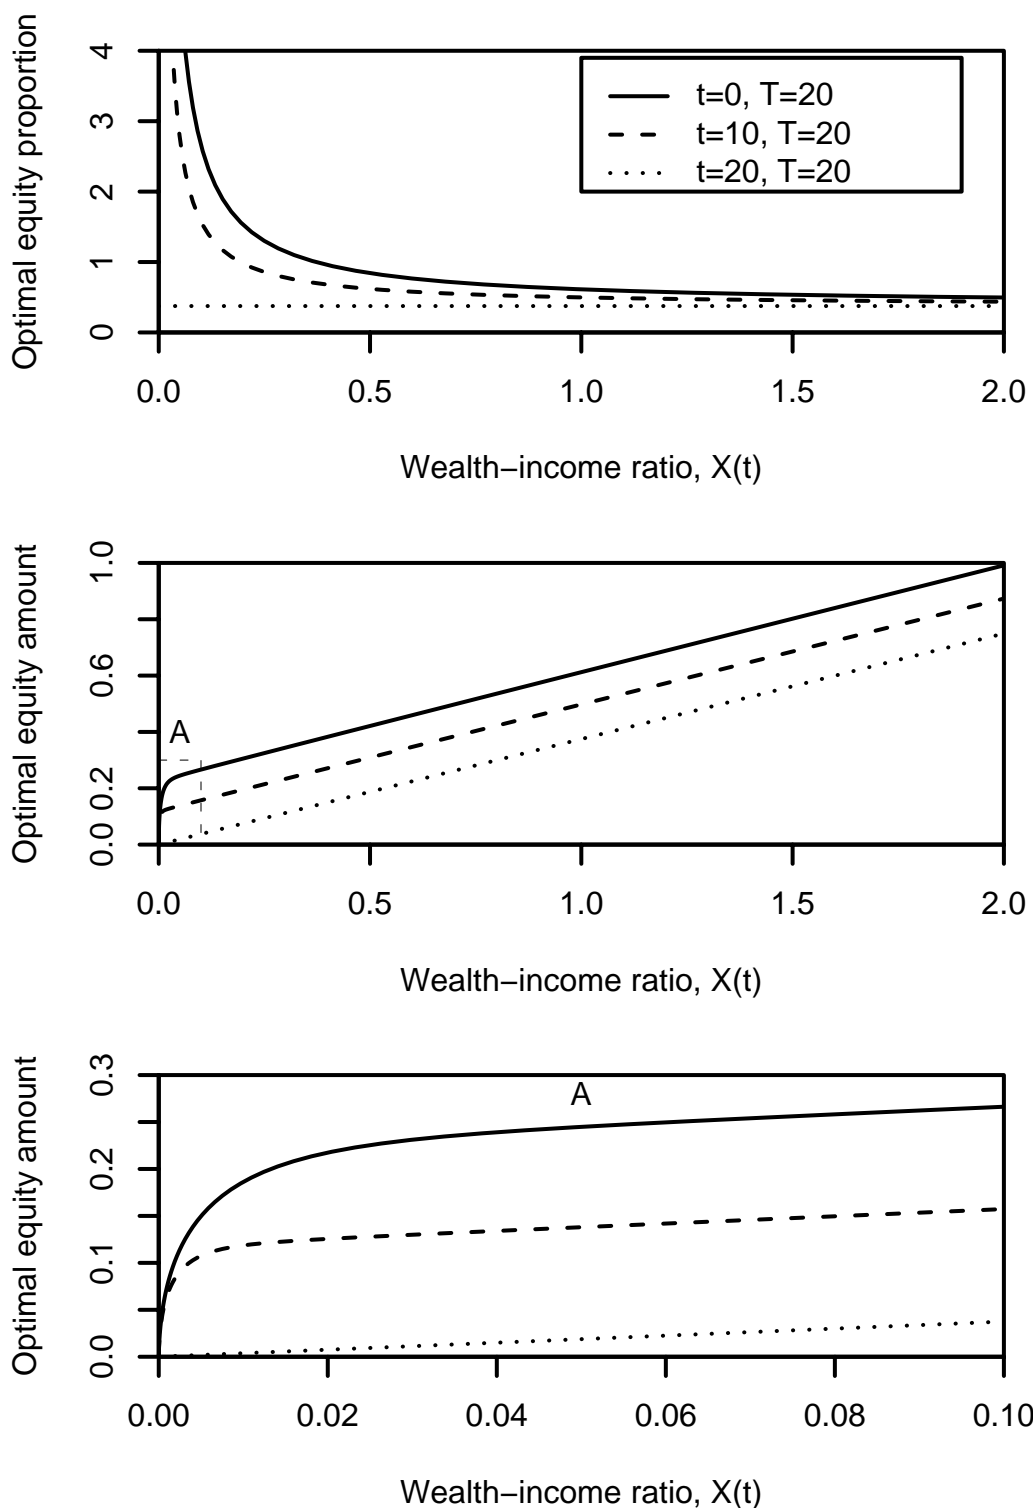 Optimal equity proportion
4
3
2
1
0
t=0, T=20
t=10, T=20
t=20, T=20
0.0 0.5 1.0 1.5 2.0
Wealth−income ratio, X(t)
Optimal equity amount
1.0
0.6
0.2
0.0
A
0.0 0.5 1.0 1.5 2.0
Wealth−income ratio, X(t)
Optimal equity amount
0.3
0.2
0.1
0.0
A
0.00 0.02 0.04 0.06 0.08 0.10
Wealth−income ratio, X(t)